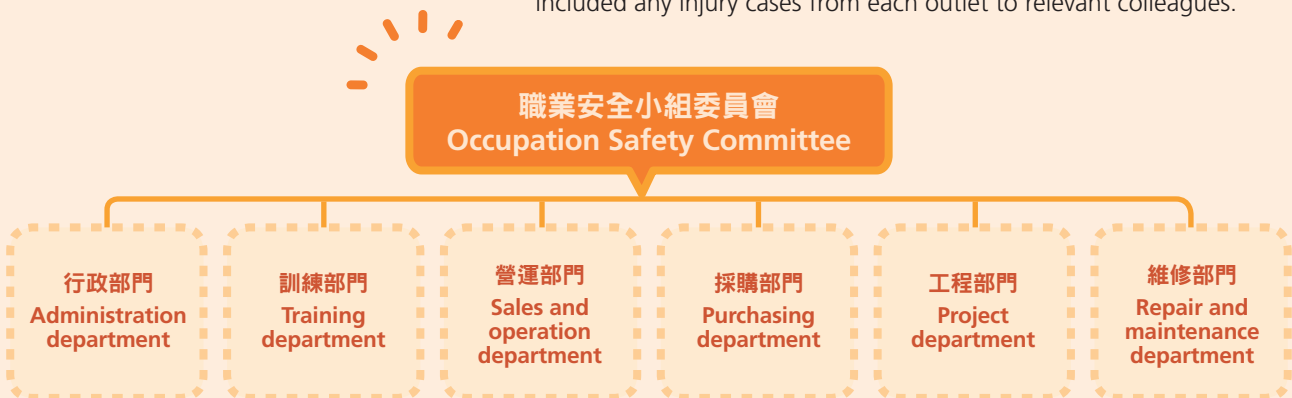 included any injury cases from each outlet to relevant colleagues.
職業安全小組委員會
Occupation Safety Committee
行政部門
Administration
department
訓練部門
Training
department
營運部門
Sales and
operation
department
採購部門
Purchasing
department
工程部門
Project
department
維修部門
Repair and
maintenance
department